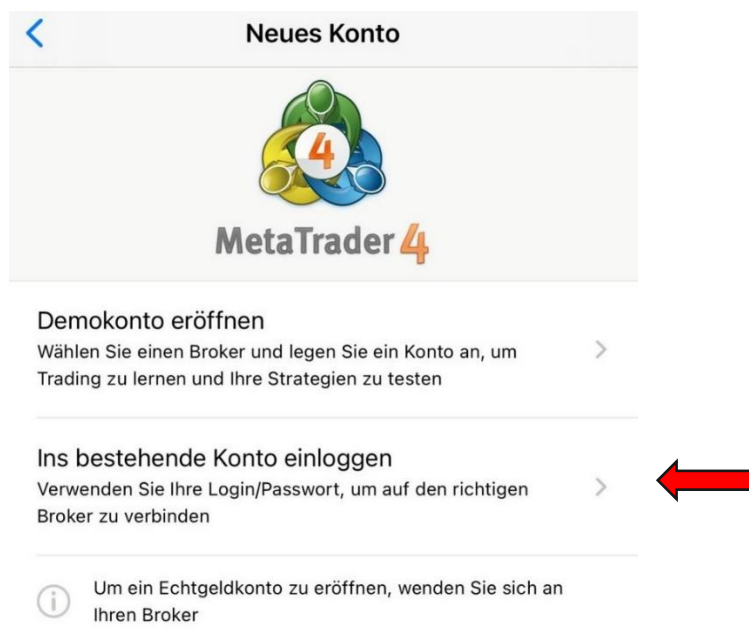 Neues Konto
4
MetaTrader 4
Demokonto eröffnen
Wählen Sie einen Broker und legen Sie ein Konto an, um
Trading zu lernen und Ihre Strategien zu testen
Ins bestehende Konto einloggen
Verwenden Sie Ihre Login/Passwort, um auf den richtigen
Broker zu verbinden
Um ein Echtgeldkonto zu eröffnen, wenden Sie sich an
Ihren Broker